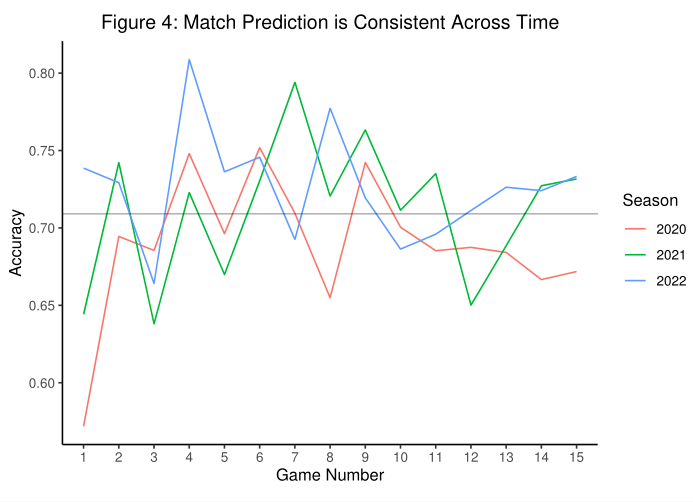 Figure 4: Match Prediction is Consistent Across Time
0.80
0.75
0.70
0.65
0.60
Accuracy
1 2 3 4 5 6 7 8 9 10 11 12 13 14 15
Game Number
Season
2020
2021
2022